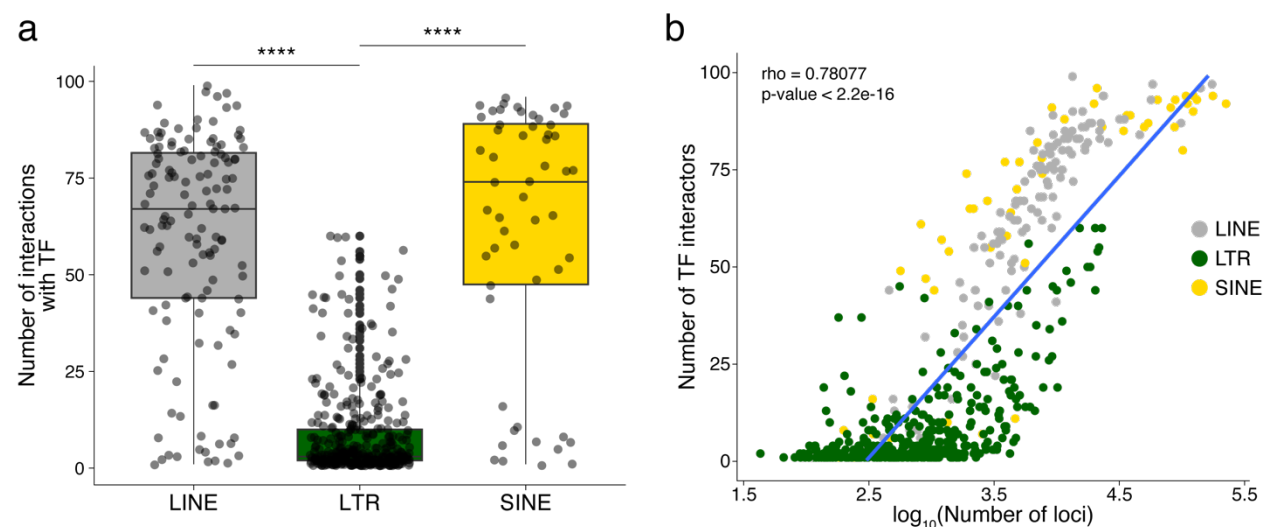 a
****
****
Number of interactions
with TF
100
75
50
25
0
LINE
LTR
SINE
b
rho = 0.78077
p-value < 2.2e-16
Number of TF interactors
100
75
50
25
0
1.5
2.5
3.5
4.5
5.5
log₁₀(Number of loci)
LINE
LTR
SINE